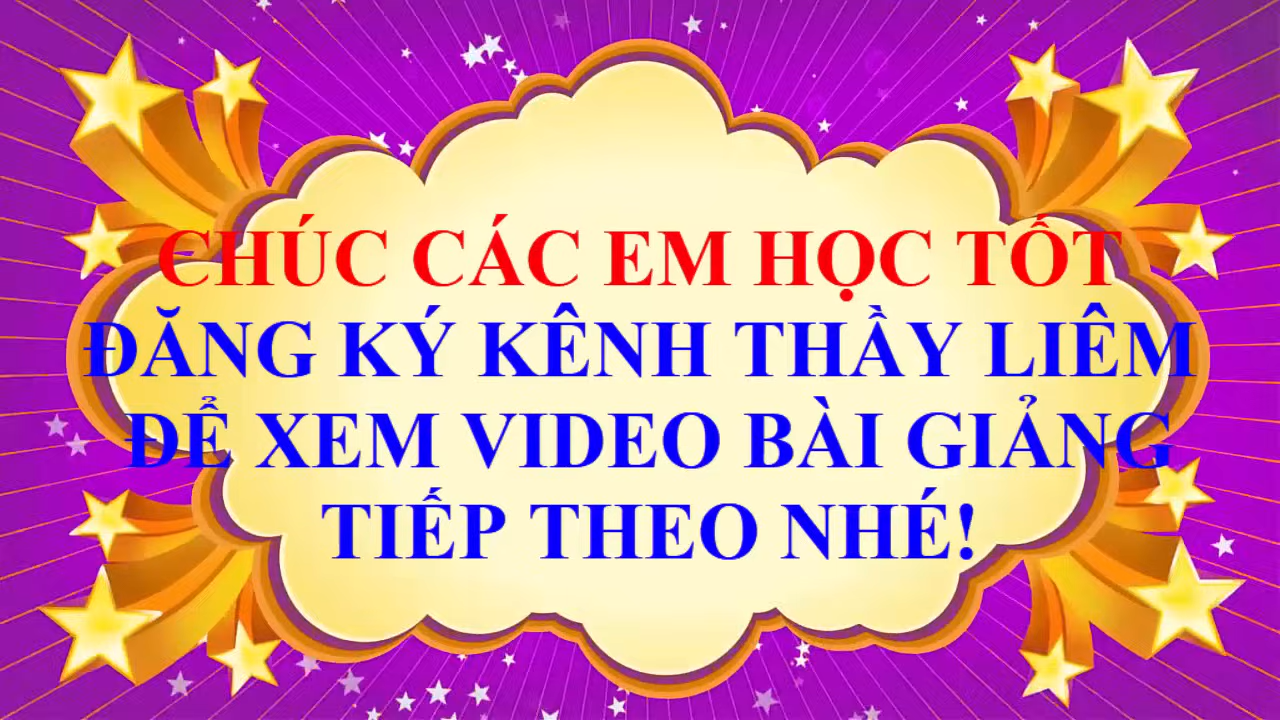 CHÚC CÁC EM HỌC TỐT
ĐĂNG KÝ KÊNH THẦY LIÊM
ĐỂ XEM VIDEO BÀI GIẢNG
TIẾP THEO NHÉ!